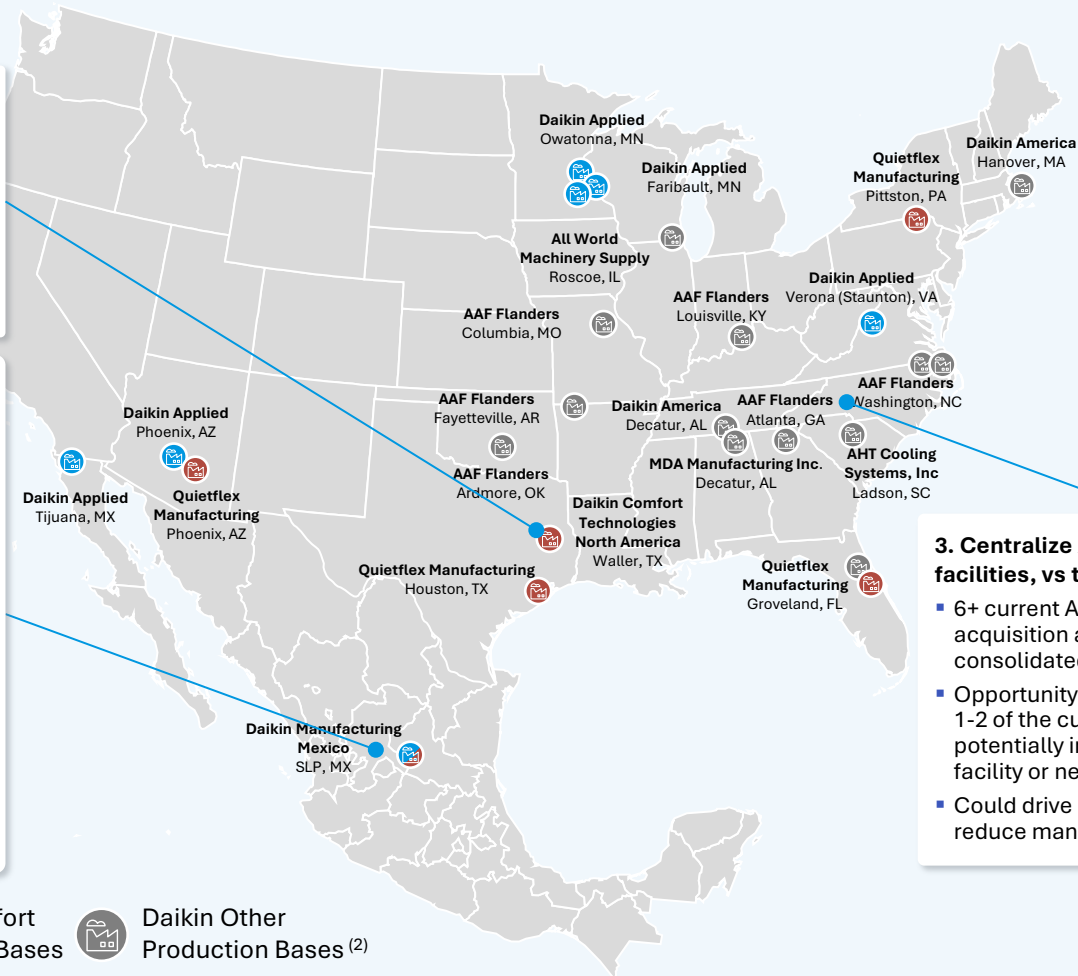 Daikin Applied
Owatonna, MN
Daikin Applied
Faribault, MN
Quietflex
Manufacturing
Pittston, PA
Daikin America
Hanover, MA
All World
Machinery Supply
Roscoe, IL
AAF Flanders
Columbia, MO
AAF Flanders
Louisville, KY
Daikin Applied
Verona (Staunton), VA
AAF Flanders
Washington, NC
AAF Flanders
Fayetteville, AR
AAF Flanders
Ardmore, OK
Daikin America
Decatur, AL
AAF Flanders
Atlanta, GA
MDA Manufacturing Inc.
Decatur, AL
AHT Cooling
Systems, Inc
Ladson, SC
Daikin Applied
Phoenix, AZ
Daikin Applied
Tijuana, MX
Quietflex
Manufacturing
Phoenix, AZ
Daikin Comfort
Technologies
North America
Waller, TX
Quietflex Manufacturing
Houston, TX
Quietflex
Manufacturing
Groveland, FL
Daikin Manufacturing
Mexico
SLP, MX
3. Centralize
facilities, vs t
▪ 6+ current A
acquisition a
consolidated
▪ Opportunity
1-2 of the cu
potentially i
facility or ne
▪ Could drive
reduce man
fort
Bases
Daikin Other
Production Bases (2)